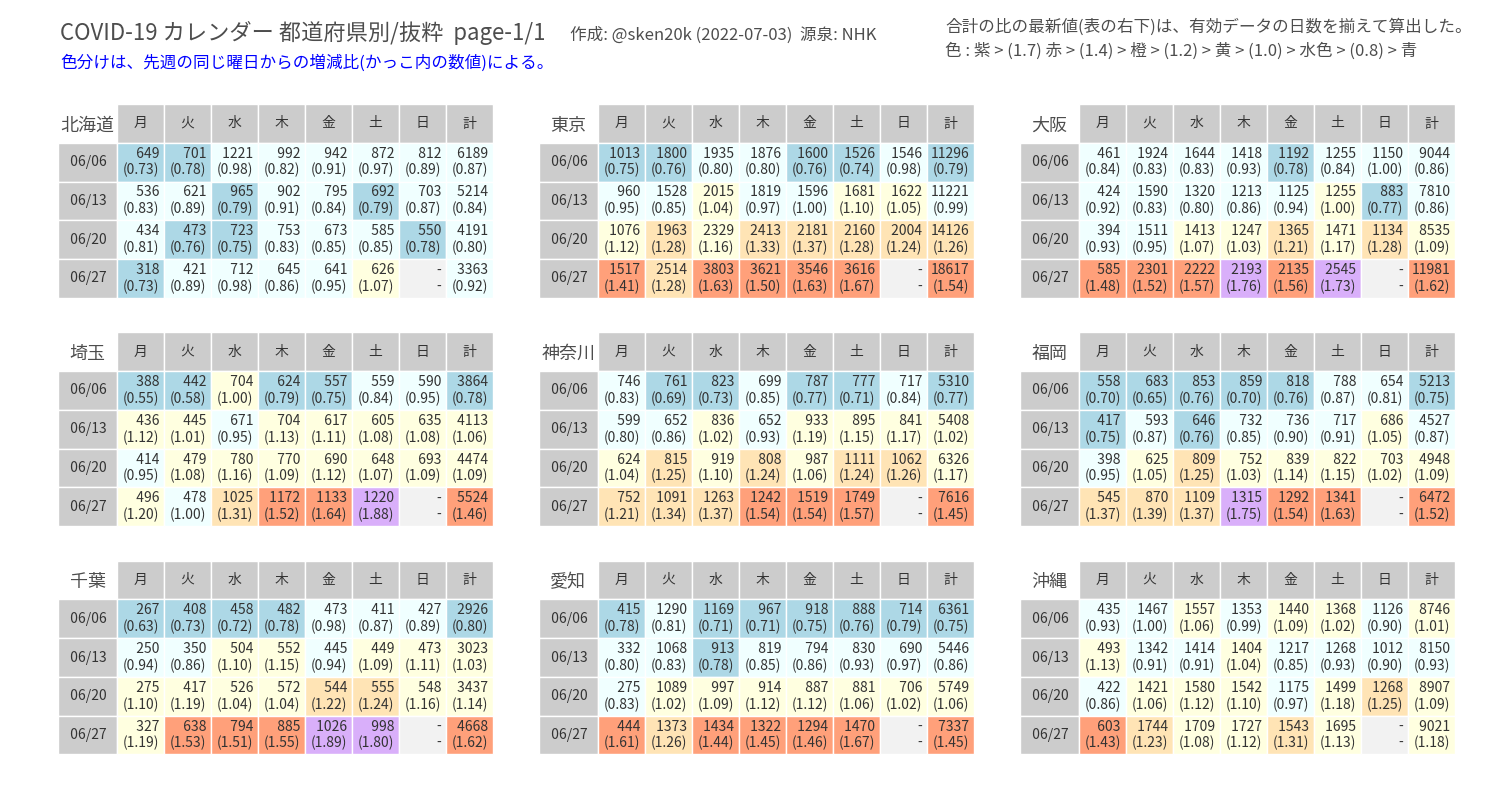 COVID-19 カレンダー 都道府県別/抜粋 page-1/1 作成: @sken20k (2022-07-03) 源泉: NHK
合計の比の最新値(表の右下)は、有効データの日数を揃えて算出した。
色分けは、先週の同じ曜日からの増減比(かっこ内の数値)による。
色 : 紫 > (1.7) 赤 > (1.4) > 橙 > (1.2) > 黄 > (1.0) > 水色 > (0.8) > 青
北海道 月 火 水 木 金 土 日 計
06/06 649 701 1221 992 942 872 812 6189
(0.73) (0.78) (0.98) (0.82) (0.91) (0.97) (0.89) (0.87)
06/13 536 621 965 902 795 692 703 5214
(0.83) (0.89) (0.79) (0.91) (0.84) (0.79) (0.87) (0.84)
06/20 434 473 723 753 673 585 550 4191
(0.81) (0.76) (0.75) (0.83) (0.85) (0.85) (0.78) (0.80)
06/27 318 421 712 645 641 626 - 3363
(0.73) (0.89) (0.98) (0.86) (0.95) (1.07) - (0.92)
東京 月 火 水 木 金 土 日 計
06/06 1013 1800 1935 1876 1600 1526 1546 11296
(0.75) (0.76) (0.80) (0.80) (0.76) (0.74) (0.98) (0.79)
06/13 960 1528 2015 1819 1596 1681 1622 11221
(0.95) (0.85) (1.04) (0.97) (1.00) (1.10) (1.05) (0.99)
06/20 1076 1963 2329 2413 2181 2160 2004 14126
(1.12) (1.28) (1.16) (1.33) (1.37) (1.28) (1.24) (1.26)
06/27 1517 2514 3803 3621 3546 3616 - 18617
(1.41) (1.28) (1.63) (1.50) (1.63) (1.67) - (1.54)
大阪 月 火 水 木 金 土 日 計
06/06 461 1924 1644 1418 1192 1255 1150 9044
(0.84) (0.83) (0.83) (0.93) (0.78) (0.84) (1.00) (0.86)
06/13 424 1590 1320 1213 1125 1255 883 7810
(0.92) (0.83) (0.80) (0.86) (0.94) (1.00) (0.77) (0.86)
06/20 394 1511 1413 1247 1365 1471 1134 8535
(0.93) (0.95) (1.07) (1.03) (1.21) (1.17) (1.28) (1.09)
06/27 585 2301 2222 2193 2135 2545 - 11981
(1.48) (1.52) (1.57) (1.76) (1.56) (1.73) - (1.62)
埼玉 月 火 水 木 金 土 日 計
06/06 388 442 704 624 557 559 590 3864
(0.55) (0.58) (1.00) (0.79) (0.75) (0.84) (0.95) (0.78)
06/13 436 445 671 704 617 605 635 4113
(1.12) (1.01) (0.95) (1.13) (1.11) (1.08) (1.08) (1.06)
06/20 414 479 780 770 690 648 693 4474
(0.95) (1.08) (1.16) (1.09) (1.12) (1.07) (1.09) (1.09)
06/27 496 478 1025 1172 1133 1220 - 5524
(1.20) (1.00) (1.31) (1.52) (1.64) (1.88) - (1.46)
神奈川 月 火 水 木 金 土 日 計
06/06 746 761 823 699 787 777 717 5310
(0.83) (0.69) (0.73) (0.85) (0.77) (0.71) (0.84) (0.77)
06/13 599 652 836 652 933 895 841 5408
(0.80) (0.86) (1.02) (0.93) (1.19) (1.15) (1.17) (1.02)
06/20 624 815 919 808 987 1111 1062 6326
(1.04) (1.25) (1.10) (1.24) (1.06) (1.24) (1.26) (1.17)
06/27 752 1091 1263 1242 1519 1749 - 7616
(1.21) (1.34) (1.37) (1.54) (1.54) (1.57) - (1.45)
福岡 月 火 水 木 金 土 日 計
06/06 558 683 853 859 818 788 654 5213
(0.70) (0.65) (0.76) (0.70) (0.76) (0.87) (0.81) (0.75)
06/13 417 593 646 732 736 717 686 4527
(0.75) (0.87) (0.76) (0.85) (0.90) (0.91) (1.05) (0.87)
06/20 398 625 809 752 839 822 703 4948
(0.95) (1.05) (1.25) (1.03) (1.14) (1.15) (1.02) (1.09)
06/27 545 870 1109 1315 1292 1341 - 6472
(1.37) (1.39) (1.37) (1.75) (1.54) (1.63) - (1.52)
千葉 月 火 水 木 金 土 日 計
06/06 267 408 458 482 473 411 427 2926
(0.63) (0.73) (0.72) (0.78) (0.98) (0.87) (0.89) (0.80)
06/13 250 350 504 552 445 449 473 3023
(0.94) (0.86) (1.10) (1.15) (0.94) (1.09) (1.11) (1.03)
06/20 275 417 526 572 544 555 548 3437
(1.10) (1.19) (1.04) (1.04) (1.22) (1.24) (1.16) (1.14)
06/27 327 638 794 885 1026 998 - 4668
(1.19) (1.53) (1.51) (1.55) (1.89) (1.80) - (1.62)
愛知 月 火 水 木 金 土 日 計
06/06 415 1290 1169 967 918 888 714 6361
(0.78) (0.81) (0.71) (0.71) (0.75) (0.76) (0.79) (0.75)
06/13 332 1068 913 819 794 830 690 5446
(0.80) (0.83) (0.78) (0.85) (0.86) (0.93) (0.97) (0.86)
06/20 275 1089 997 914 887 881 706 5749
(0.83) (1.02) (1.09) (1.12) (1.12) (1.06) (1.02) (1.06)
06/27 444 1373 1434 1322 1294 1470 - 7337
(1.61) (1.26) (1.44) (1.45) (1.46) (1.67) - (1.45)
沖縄 月 火 水 木 金 土 日 計
06/06 435 1467 1557 1353 1440 1368 1126 8746
(0.93) (1.00) (1.06) (0.99) (1.09) (1.02) (0.90) (1.01)
06/13 493 1342 1414 1404 1217 1268 1012 8150
(1.13) (0.91) (0.91) (1.04) (0.85) (0.93) (0.90) (0.93)
06/20 422 1421 1580 1542 1175 1499 1268 8907
(0.86) (1.06) (1.12) (1.10) (0.97) (1.18) (1.25) (1.09)
06/27 603 1744 1709 1727 1543 1695 - 9021
(1.43) (1.23) (1.08) (1.12) (1.31) (1.13) - (1.18)